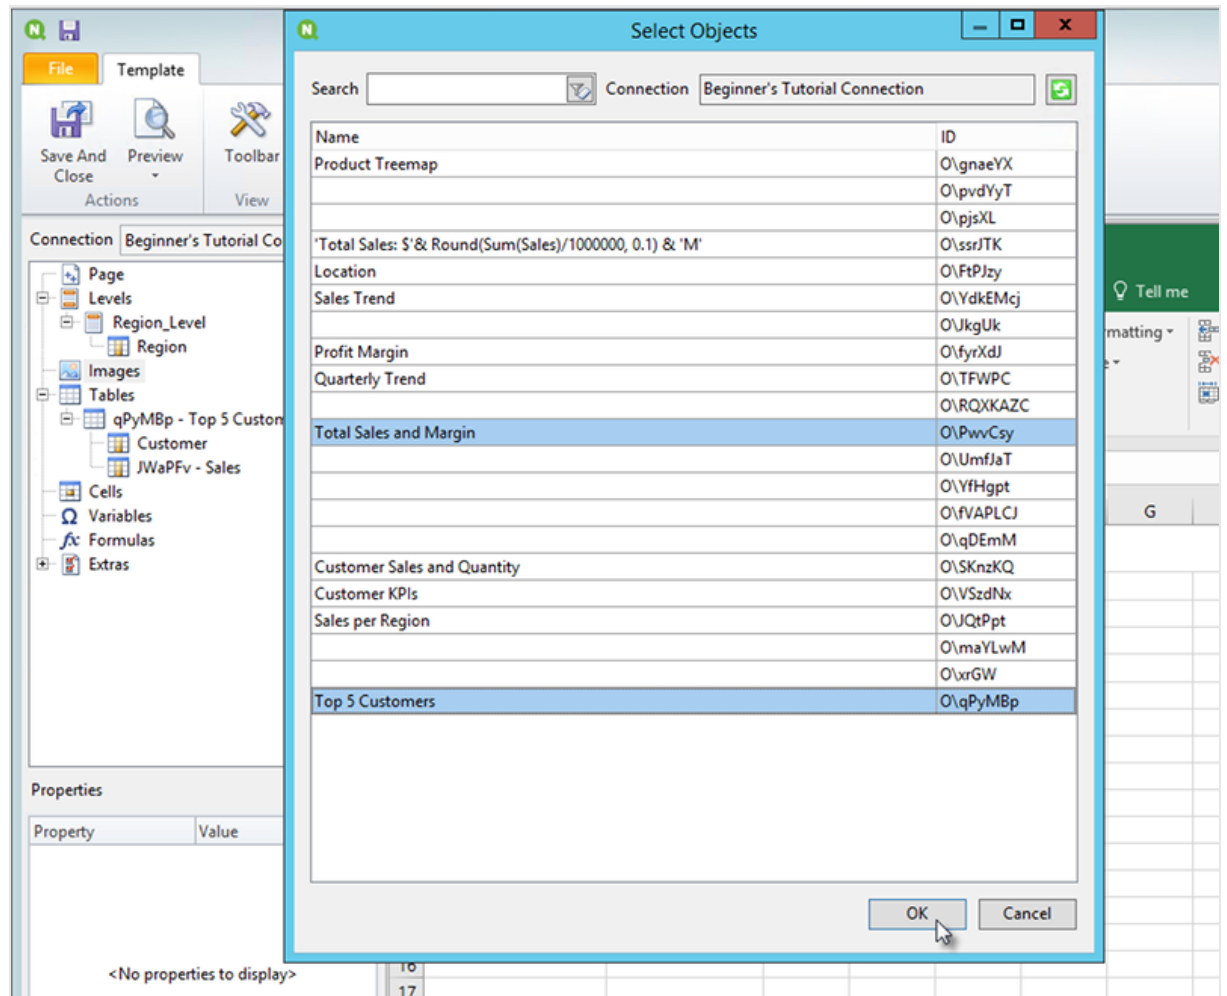 Select Objects
File
Template
Save And Close
Preview
Toolbar
Actions
View
Connection Beginner's Tutorial Co
Page
Levels
Region_Level
Region
Images
Tables
qPyMBp - Top 5 Custom
Customer
JWaPFv - Sales
Cells
Variables
Formulas
Extras
Properties
Property Value
<No properties to display>
Search
Connection Beginner's Tutorial Connection
Name ID
Product Treemap O\gnaeYX
O\pvdYyT
O\pjsXL
'Total Sales: $'& Round(Sum(Sales)/1000000, 0.1) & 'M' O\ssrJTK
Location O\FtPJzy
Sales Trend O\YdkEMcj
O\JkgUk
Profit Margin O\fyrXdJ
Quarterly Trend O\TFWPC
O\RQXKAZC
Total Sales and Margin O\PwvCsy
O\UmfJaT
O\YfHgpt
O\fVAPLCJ
O\qDEmM
Customer Sales and Quantity O\SKnzKQ
Customer KPIs O\VSzdNx
Sales per Region O\JQtPpt
O\maYLwM
O\xrGW
Top 5 Customers O\qPyMBp
OK Cancel
Tell me
rmatting
G
16
17